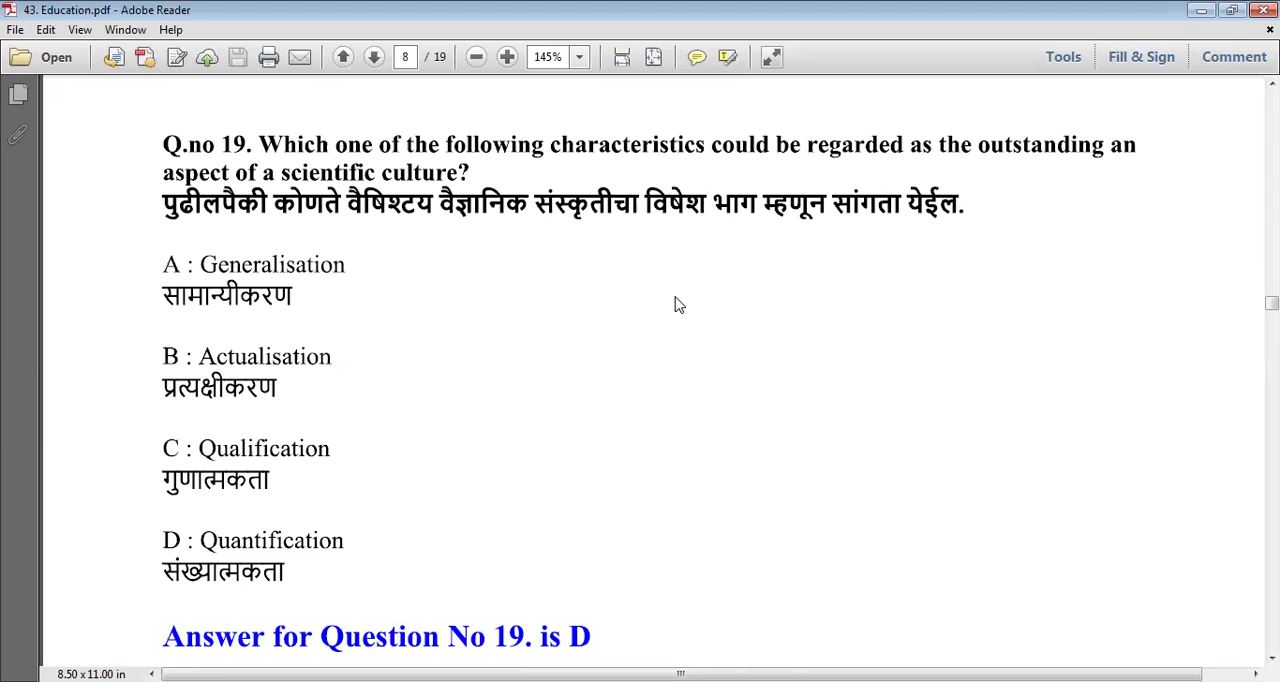 43. Education.pdf - Adobe Reader
File Edit View Window Help
Open 8 / 19 145% Tools Fill & Sign Comment
Q.no 19. Which one of the following characteristics could be regarded as the outstanding an
aspect of a scientific culture?
पुढीलपैकी कोणते वैषिश्टय वैज्ञानिक संस्कृतीचा विषेश भाग म्हणून सांगता येईल.
A : Generalisation
सामान्यीकरण
B : Actualisation
प्रत्यक्षीकरण
C : Qualification
गुणात्मकता
D : Quantification
संख्यात्मकता
Answer for Question No 19. is D
8.50 x 11.00 in